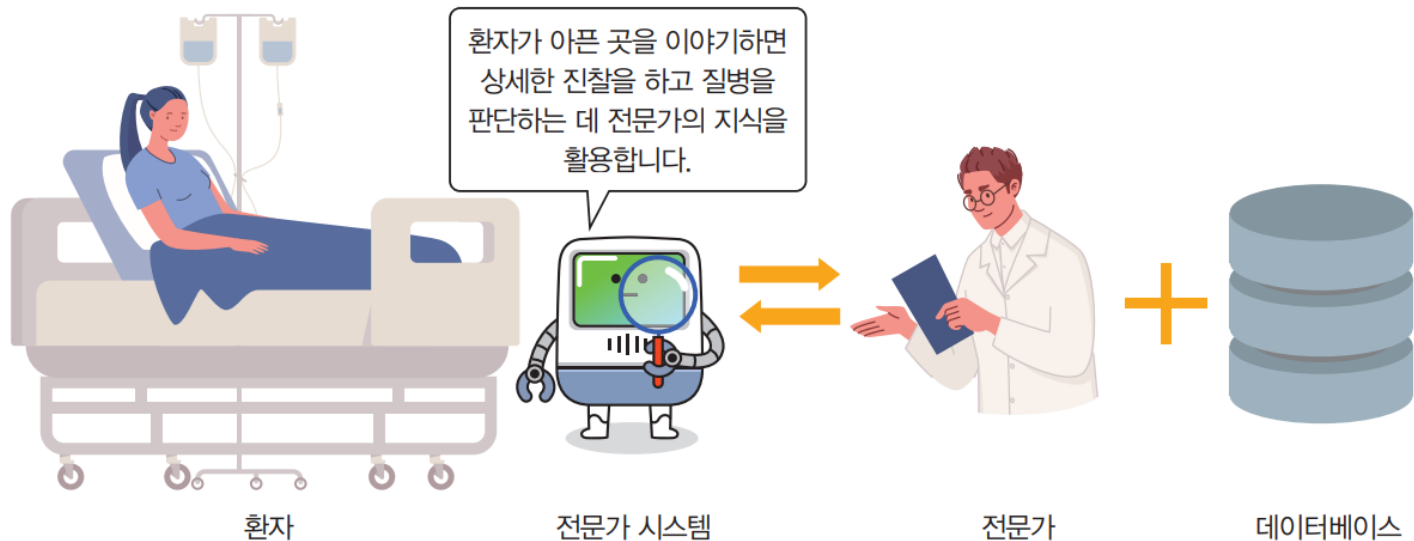 환자가 아픈 곳을 이야기하면
상세한 진찰을 하고 질병을
판단하는 데 전문가의 지식을
활용합니다.
환자
전문가 시스템
전문가
데이터베이스